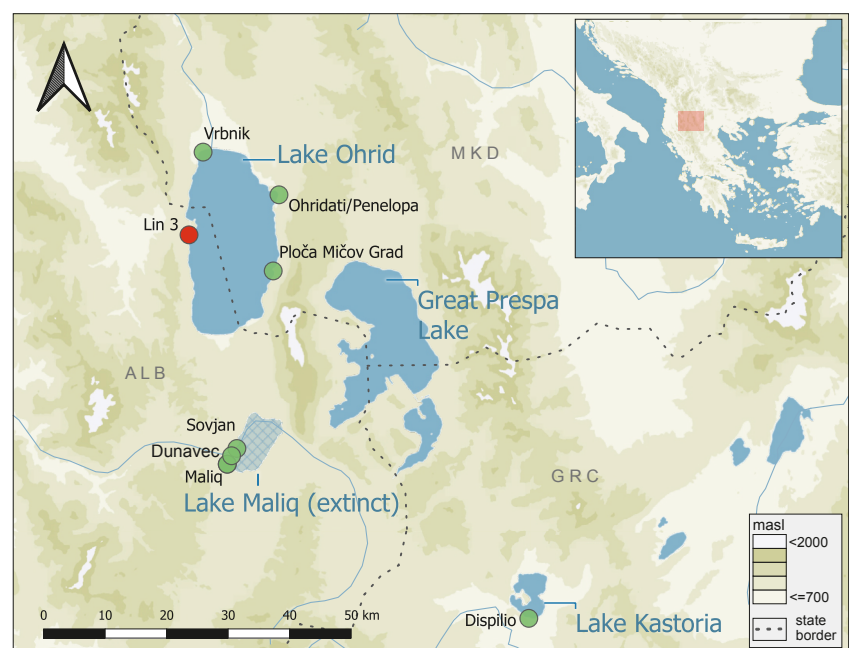 Vrbnik
Lake Ohrid
MKD
Ohridati/Penelopa
Lin 3
Ploča Mičov Grad
Great Prespa
Lake
ALB
Sovjan
Dunavec
Maliq
Lake Maliq (extinct)
GRC
masl
<2000
<=700
state
border
0 10 20 30 40 50 km
Dispilio
Lake Kastoria